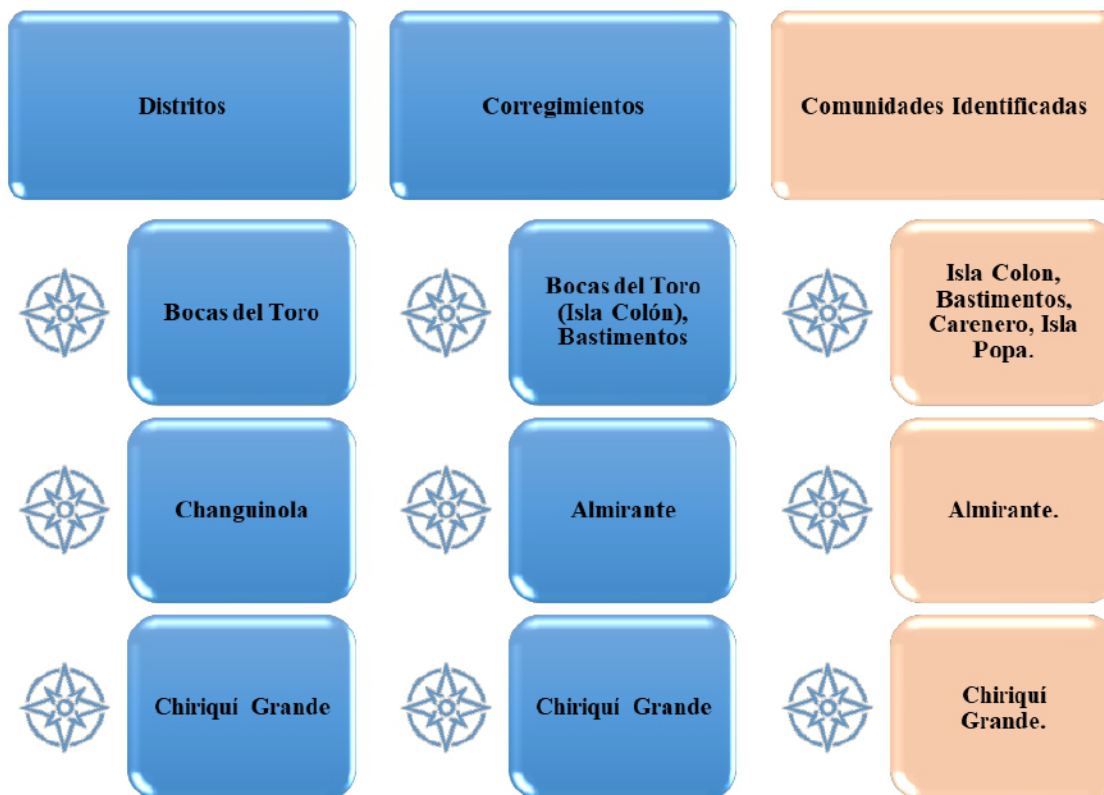 Distritos
Corregimientos
Comunidades Identificadas
Bocas del Toro
Bocas del Toro
(Isla Colón),
Bastimentos
Isla Colon,
Bastimentos,
Carenero, Isla
Popa.
Changuinola
Almirante
Almirante.
Chiriquí Grande
Chiriquí Grande
Chiriquí
Grande.